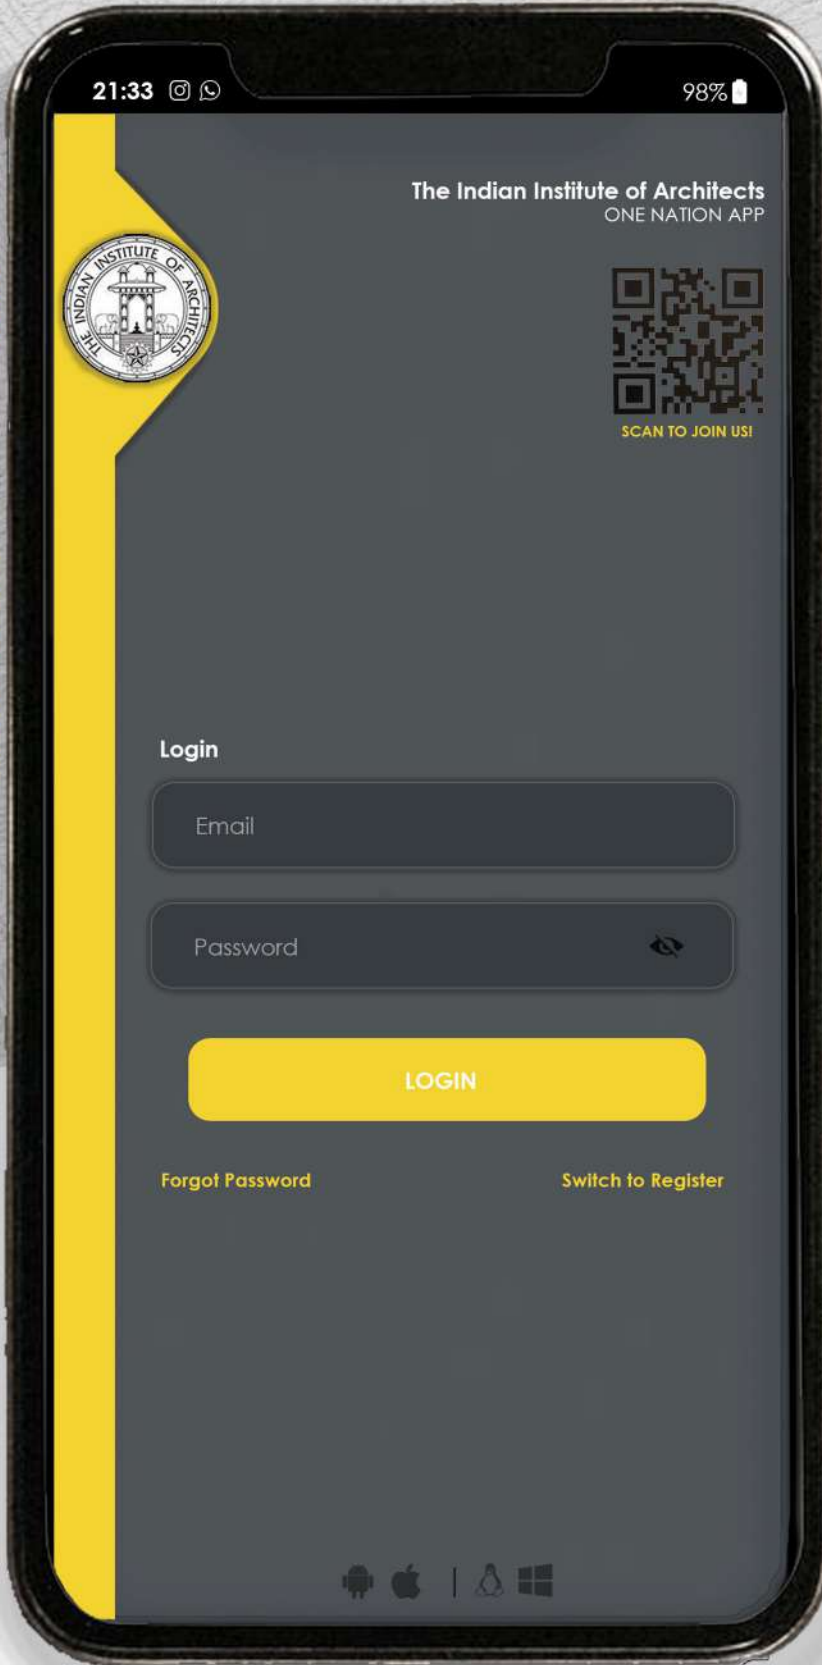 21:33
98%
The Indian Institute of Architects
ONE NATION APP
THE INDIAN INSTITUTE OF ARCHITECTS
SCAN TO JOIN US!
Login
Email
Password
LOGIN
Forgot Password
Switch to Register